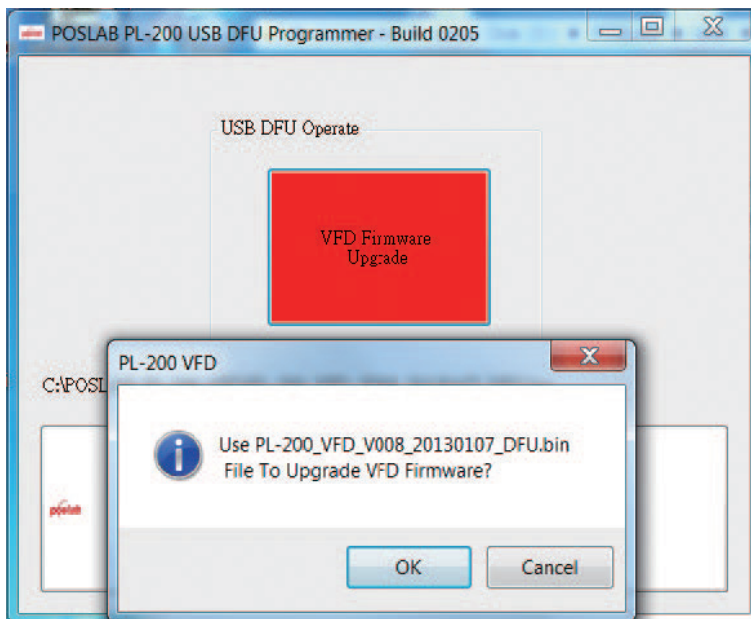 POSLAB PL-200 USB DFU Programmer - Build 0205
USB DFU Operate
VFD Firmware
Upgrade
PL-200 VFD
C:\POSL
Use PL-200_VFD_V008_20130107_DFU.bin
File To Upgrade VFD Firmware?
poslab
OK
Cancel